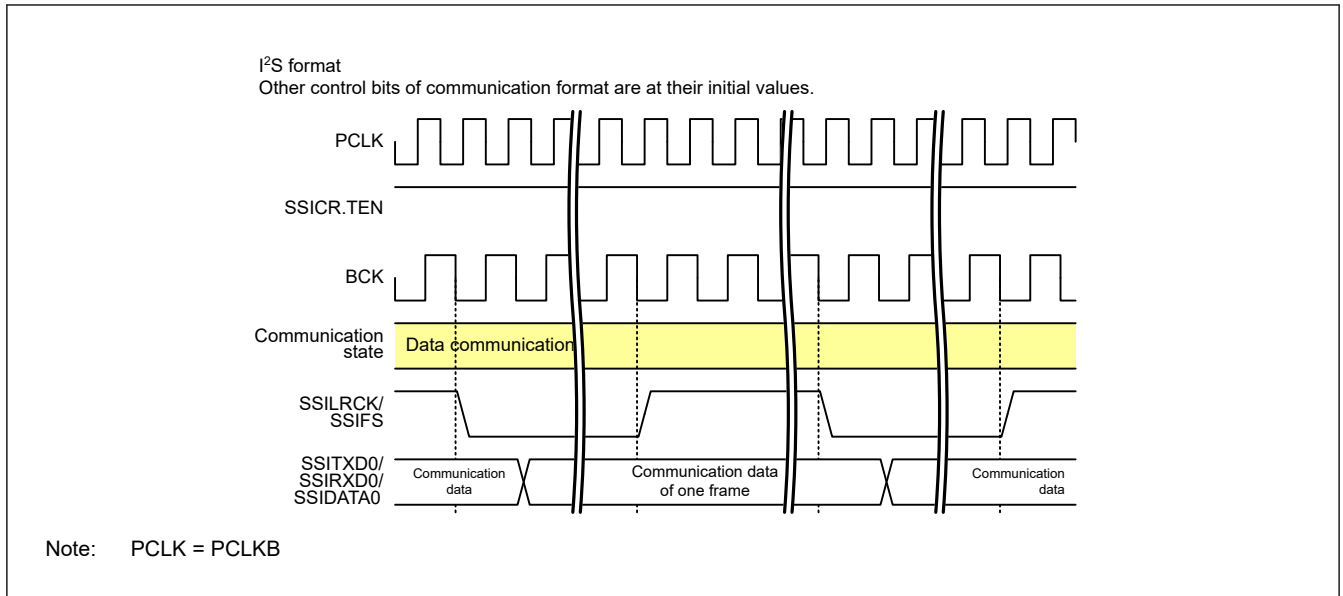 I²S format
Other control bits of communication format are at their initial values.
PCLK
SSICR.TEN
BCK
Communication
state
Data communication
SSILRCK/
SSIFS
SSITXD0/
SSIRXD0/
SSIDATA0
Communication
data
Communication data
of one frame
Communication
data
Note: PCLK = PCLKB